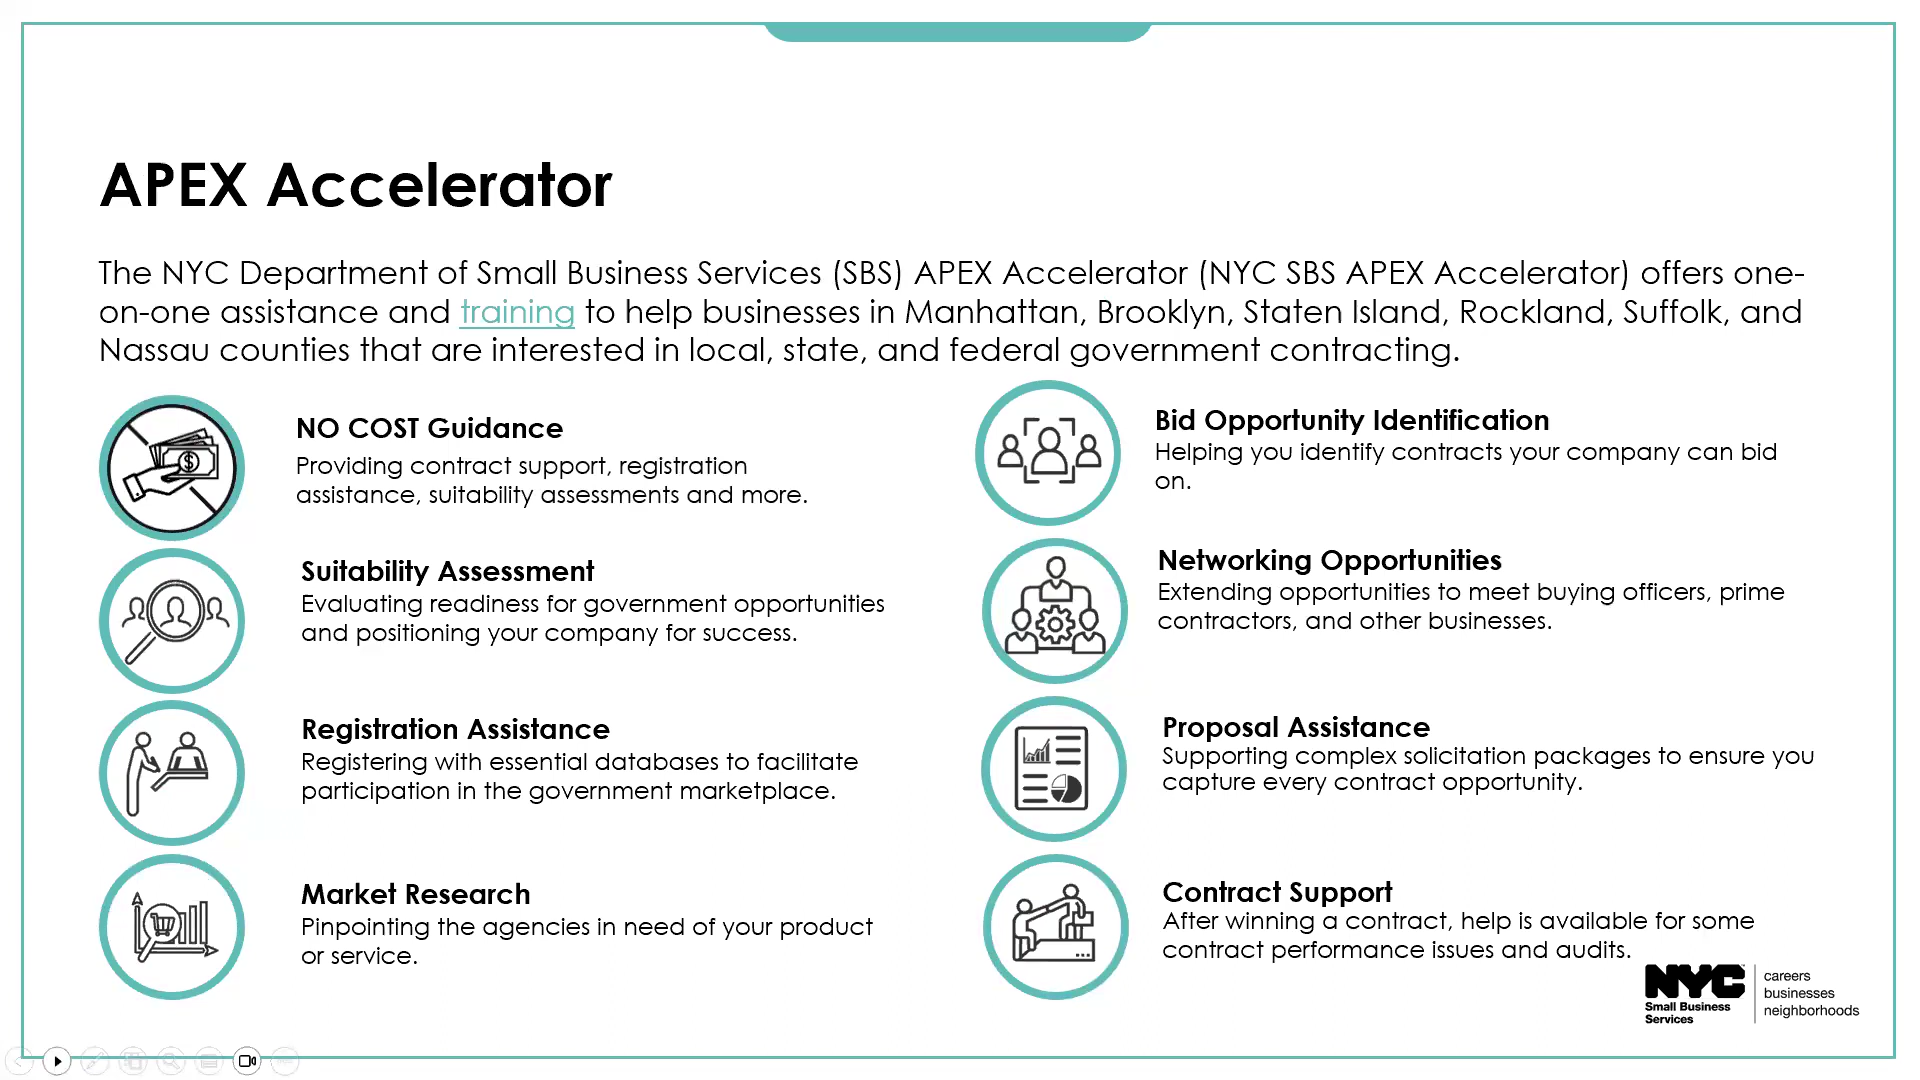 APEX Accelerator
The NYC Department of Small Business Services (SBS) APEX Accelerator (NYC SBS APEX Accelerator) offers one-
on-one assistance and training to help businesses in Manhattan, Brooklyn, Staten Island, Rockland, Suffolk, and
Nassau counties that are interested in local, state, and federal government contracting.
NO COST Guidance
Providing contract support, registration
assistance, suitability assessments and more.
Suitability Assessment
Evaluating readiness for government opportunities
and positioning your company for success.
Registration Assistance
Registering with essential databases to facilitate
participation in the government marketplace.
Market Research
Pinpointing the agencies in need of your product
or service.
Bid Opportunity Identification
Helping you identify contracts your company can bid
on.
Networking Opportunities
Extending opportunities to meet buying officers, prime
contractors, and other businesses.
Proposal Assistance
Supporting complex solicitation packages to ensure you
capture every contract opportunity.
Contract Support
After winning a contract, help is available for some
contract performance issues and audits.
NYC
Small Business
Services
careers
businesses
neighborhoods